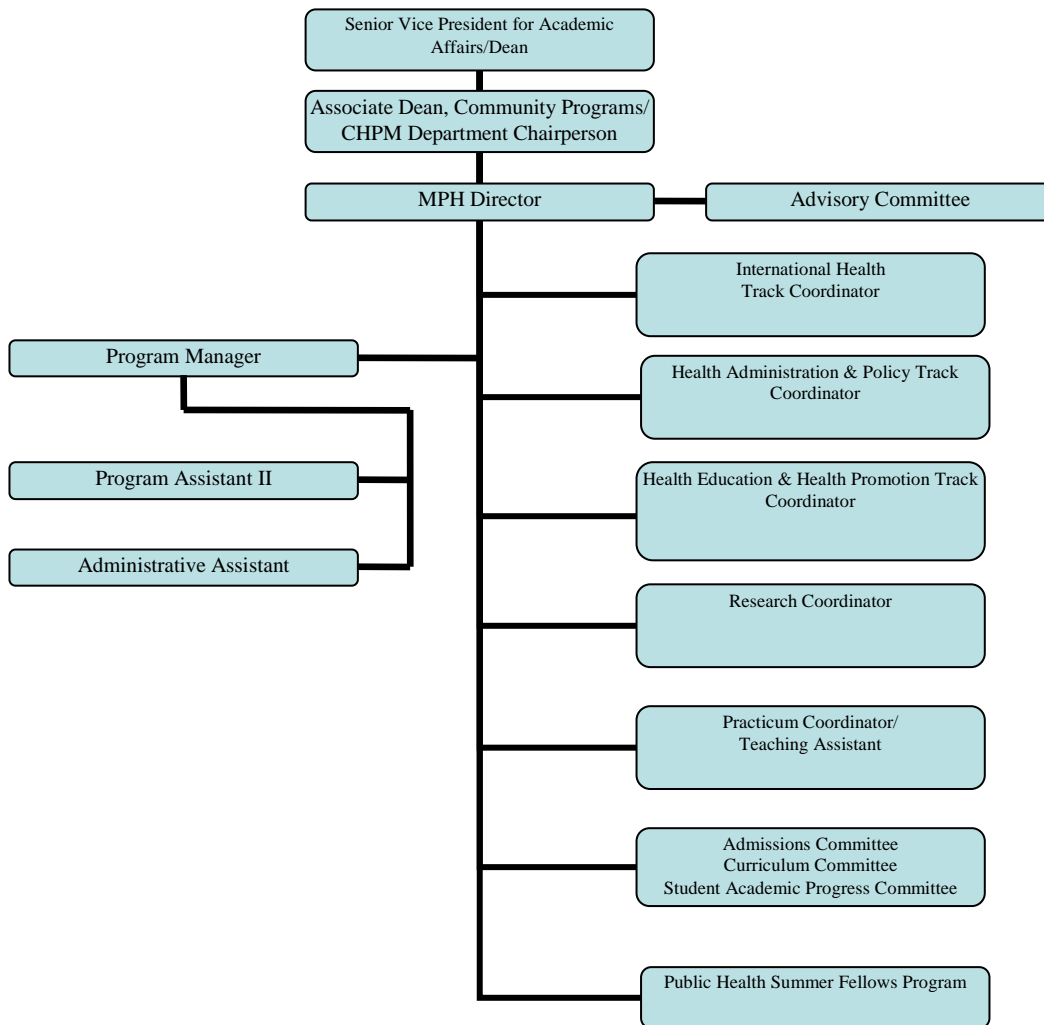 Senior Vice President for Academic
Affairs/Dean
Associate Dean, Community Programs/
CHPM Department Chairperson
MPH Director
Advisory Committee
International Health
Track Coordinator
Program Manager
Health Administration & Policy Track
Coordinator
Program Assistant II
Health Education & Health Promotion Track
Coordinator
Administrative Assistant
Research Coordinator
Practicum Coordinator/
Teaching Assistant
Admissions Committee
Curriculum Committee
Student Academic Progress Committee
Public Health Summer Fellows Program